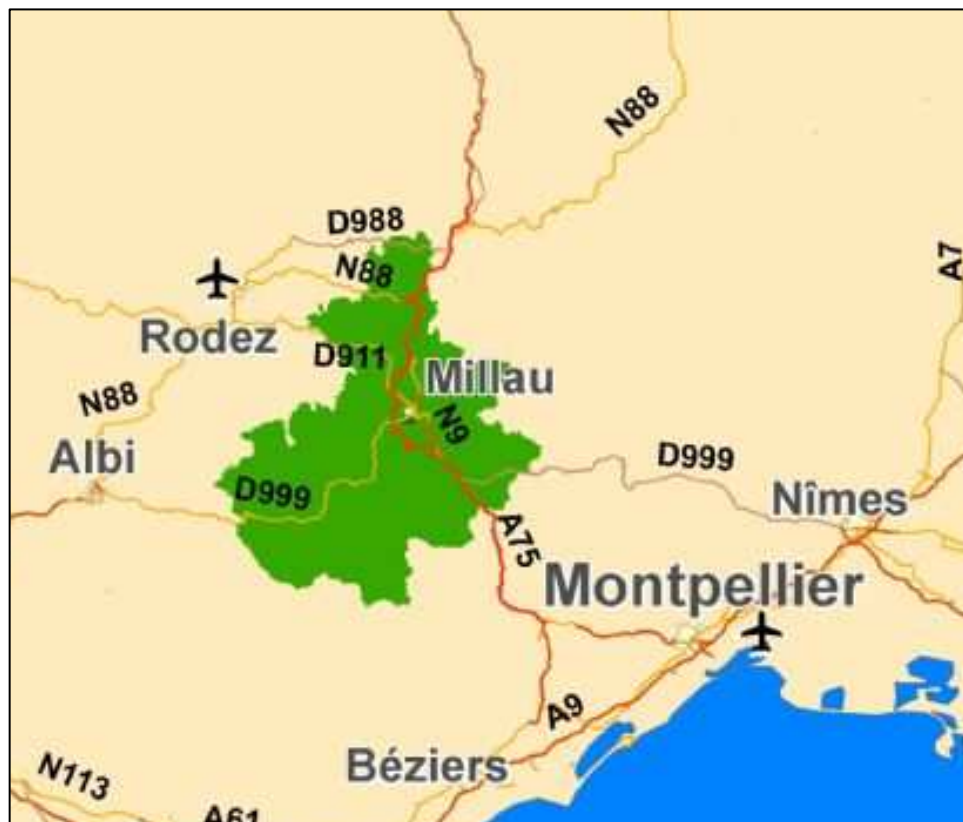 N88
D988
A7
N88
Rodez
D911
Millau
N88
N9
Albi
D999
D999
Nîmes
A75
Montpellier
A9
Béziers
N113
A61